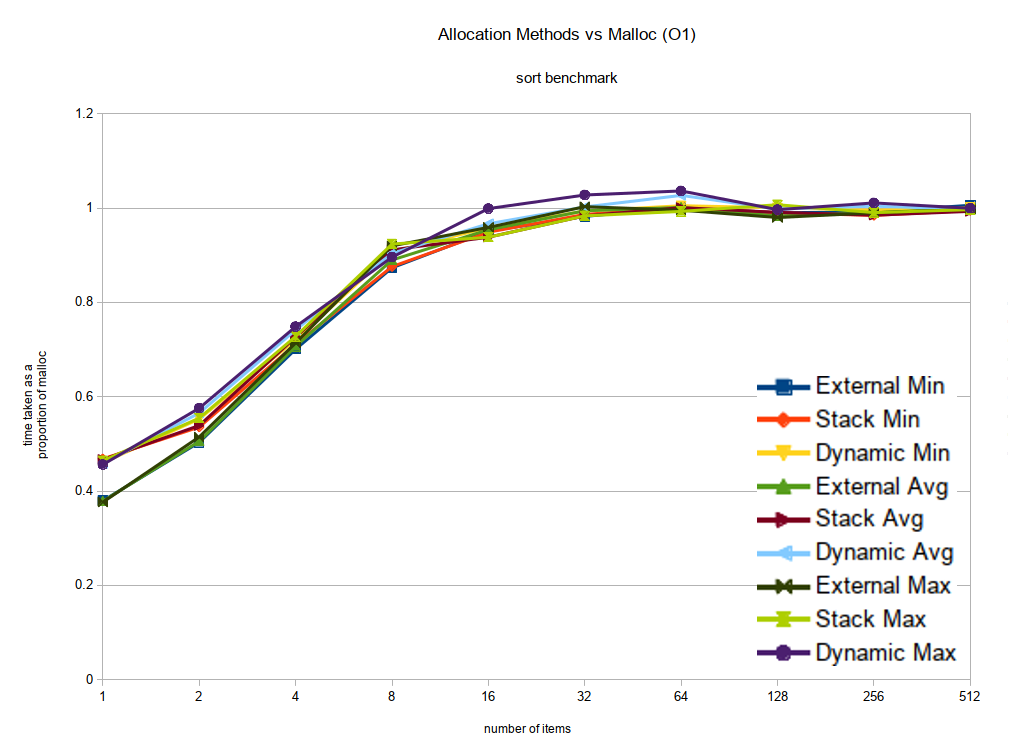 Allocation Methods vs Malloc (O1)
sort benchmark
1.2
1
0.8
0.6
0.4
0.2
0
time taken as a
proportion of malloc
External Min
Stack Min
Dynamic Min
External Avg
Stack Avg
Dynamic Avg
External Max
Stack Max
Dynamic Max
1 2 4 8 16 32 64 128 256 512
number of items